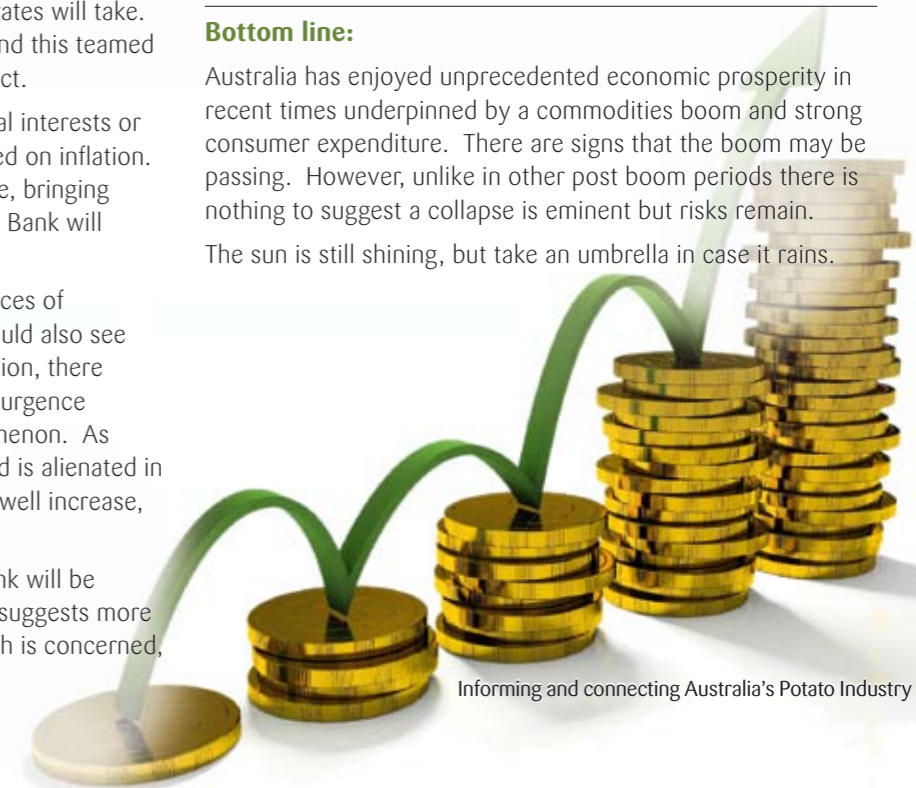 ates will take.
nd this teamed
ct.
al interests or
ed on inflation.
e, bringing
Bank will
ces of
uld also see
ion, there
urgence
nenon. As
d is alienated in
well increase,
nk will be
suggests more
h is concerned,
Bottom line:
Australia has enjoyed unprecedented economic prosperity in
recent times underpinned by a commodities boom and strong
consumer expenditure. There are signs that the boom may be
passing. However, unlike in other post boom periods there is
nothing to suggest a collapse is eminent but risks remain.
The sun is still shining, but take an umbrella in case it rains.
Informing and connecting Australia's Potato Industry